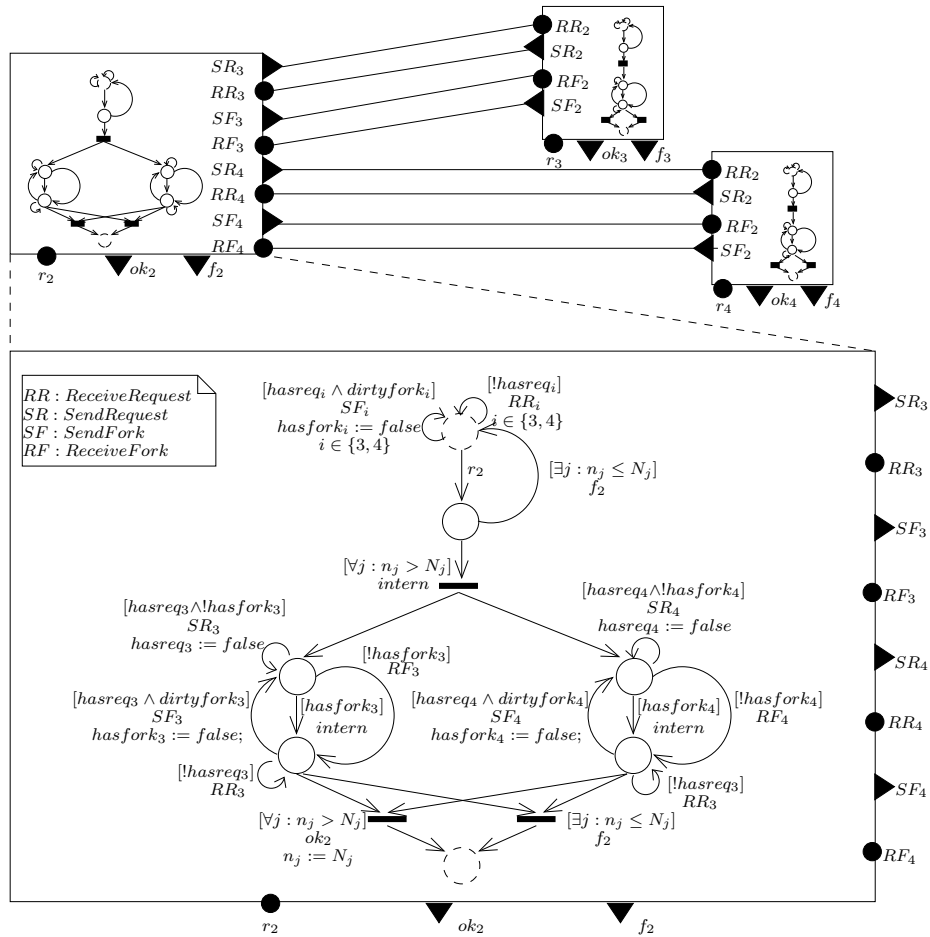 RR₂
SR₂
RF₂
SF₂
r₃
ok₃
f₃
SR₃
RR₃
SF₃
RF₃
SR₄
RR₄
SF₄
RF₄
r₂
ok₂
f₂
RR₂
SR₂
RF₂
SF₂
r₄
ok₄
f₄
RR : ReceiveRequest
SR : SendRequest
SF : SendFork
RF : ReceiveFork
[hasreqᵢ ∧ dirtyforkᵢ]
SFᵢ
hasforkᵢ := false
i ∈ {3, 4}
[!hasreqᵢ]
RRᵢ
i ∈ {3, 4}
r₂
[∃j : nⱼ ≤ Nⱼ]
f₂
[∀j : nⱼ > Nⱼ]
intern
[hasreq₃∧!hasfork₃]
SR₃
hasreq₃ := false
[hasreq₄∧!hasfork₄]
SR₄
hasreq₄ := false
[!hasfork₃]
RF₃
[hasreq₃ ∧ dirtyfork₃]
SF₃
hasfork₃ := false;
[hasfork₃]
intern
[hasreq₄ ∧ dirtyfork₄]
SF₄
hasfork₄ := false;
[hasfork₄]
intern
[!hasfork₄]
RF₄
[!hasreq₃]
RR₃
[!hasreq₃]
RR₃
[∀j : nⱼ > Nⱼ]
ok₂
nⱼ := Nⱼ
[∃j : nⱼ ≤ Nⱼ]
f₂
SR₃
RR₃
SF₃
RF₃
SR₄
RR₄
SF₄
RF₄
r₂
ok₂
f₂